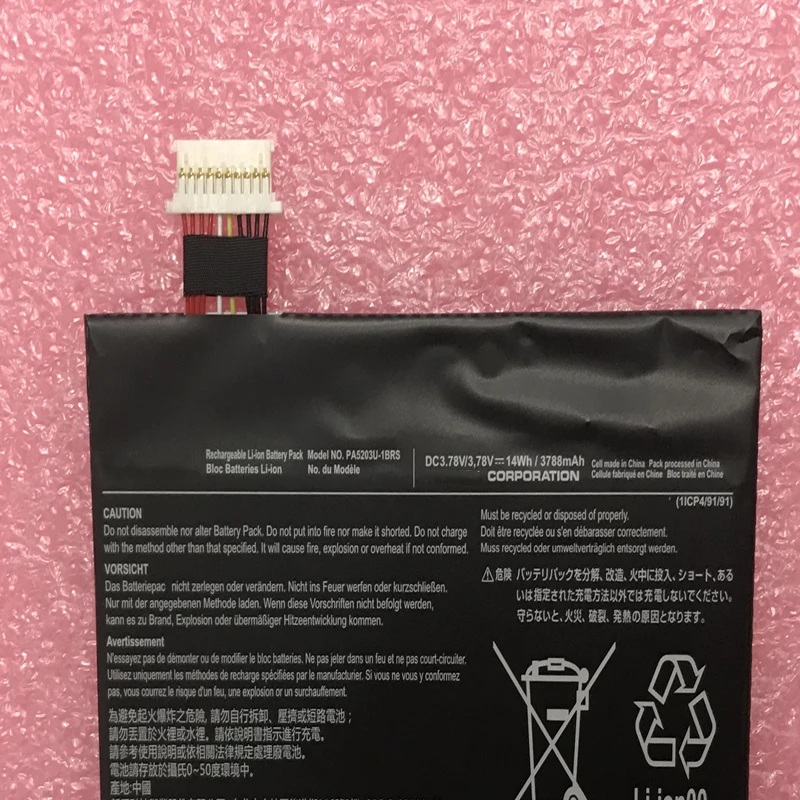 Rechargeable Li-ion Battery Pack Model NO. PA5203U-1BRS
Bloc Batteries Li-ion No. du Modèle
DC3.78V/3,78V⎓14Wh / 3788mAh
CORPORATION
Cell made in China Pack processed in China
Cellule fabriqué en Chine Bloc traité en Chine
(1ICP4/91/91)
CAUTION
Do not disassemble nor alter Battery Pack. Do not put into fire nor make it shorted. Do not charge
with the method other than that specified. It will cause fire, explosion or overheat if not conformed.
VORSICHT
Das Batteriepac nicht zerlegen oder verändern. Nicht ins Feuer werfen oder kurzschließen.
Nur mit der angegebenen Methode laden. Wenn diese Vorschriften nicht befolgt werden,
kann es zu Brand, Explosion oder übermäßiger Hitzeentwicklung kommen.
Avertissement
N'essayez pas de démonter ou de modifier le bloc batteries. Ne pas jeter dans un feu et ne pas court-circuiter.
Utilisez uniquement les méthodes de recharge spécifiées par le manuel. Si vous ne vous y conformez
pas, vous courrez le risque d'un feu, une explosion or un surchauffement.
為避免起火爆炸之危險, 請勿自行拆卸、壓擠或短路電池；
請勿丟置於火裡或水裡。請依說明書指示進行充電。
請參考使用說明或依相關法律規定處理廢電池。
電池請存放於攝氏0~50度環境中。
產地:中國
Must be recycled or disposed of properly.
Doit être recyclée ou s'en débarasser correctement.
Muss recycled oder umweltverträglich entsorgt werden.
⚠危険 バッテリパックを分解、改造、火中に投入、ショート、ある
いは指定された充電方法以外では充電しないでください。
守らないと、火災、破裂、発熱の原因となります。
Li-ion00